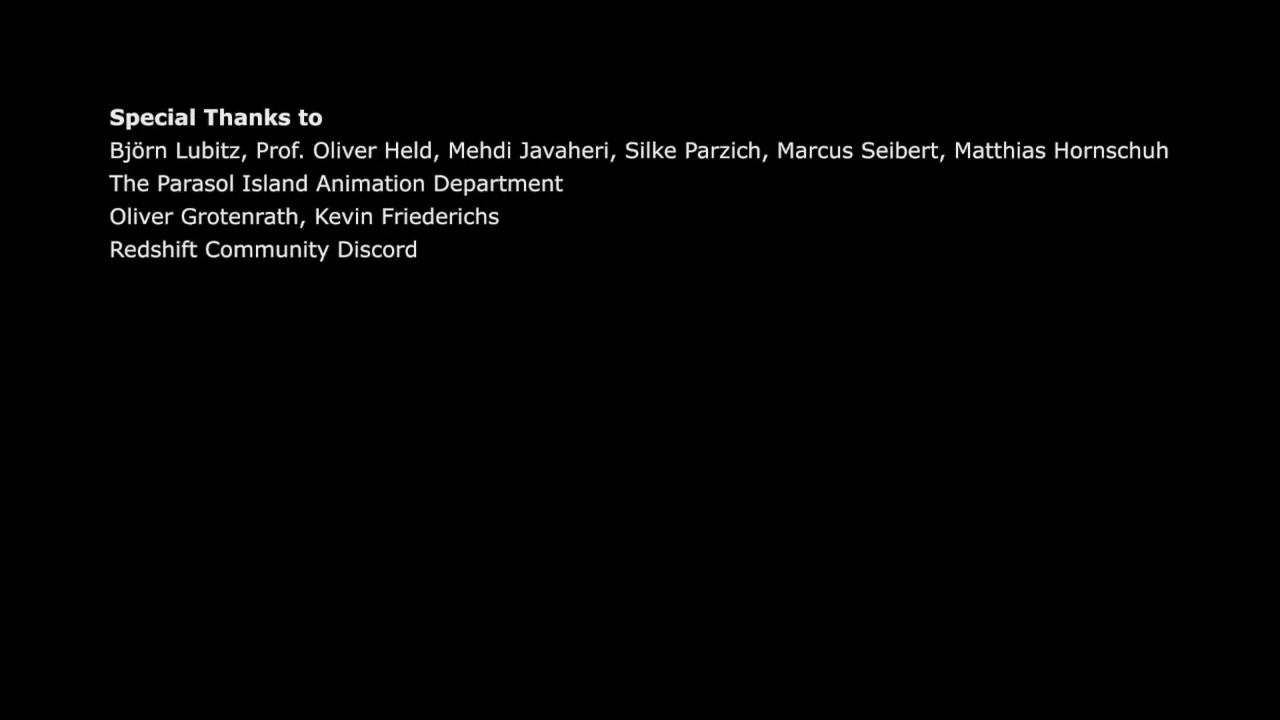 Special Thanks to
Björn Lubitz, Prof. Oliver Held, Mehdi Javaheri, Silke Parzich, Marcus Seibert, Matthias Hornschuh
The Parasol Island Animation Department
Oliver Grotenrath, Kevin Friederichs
Redshift Community Discord